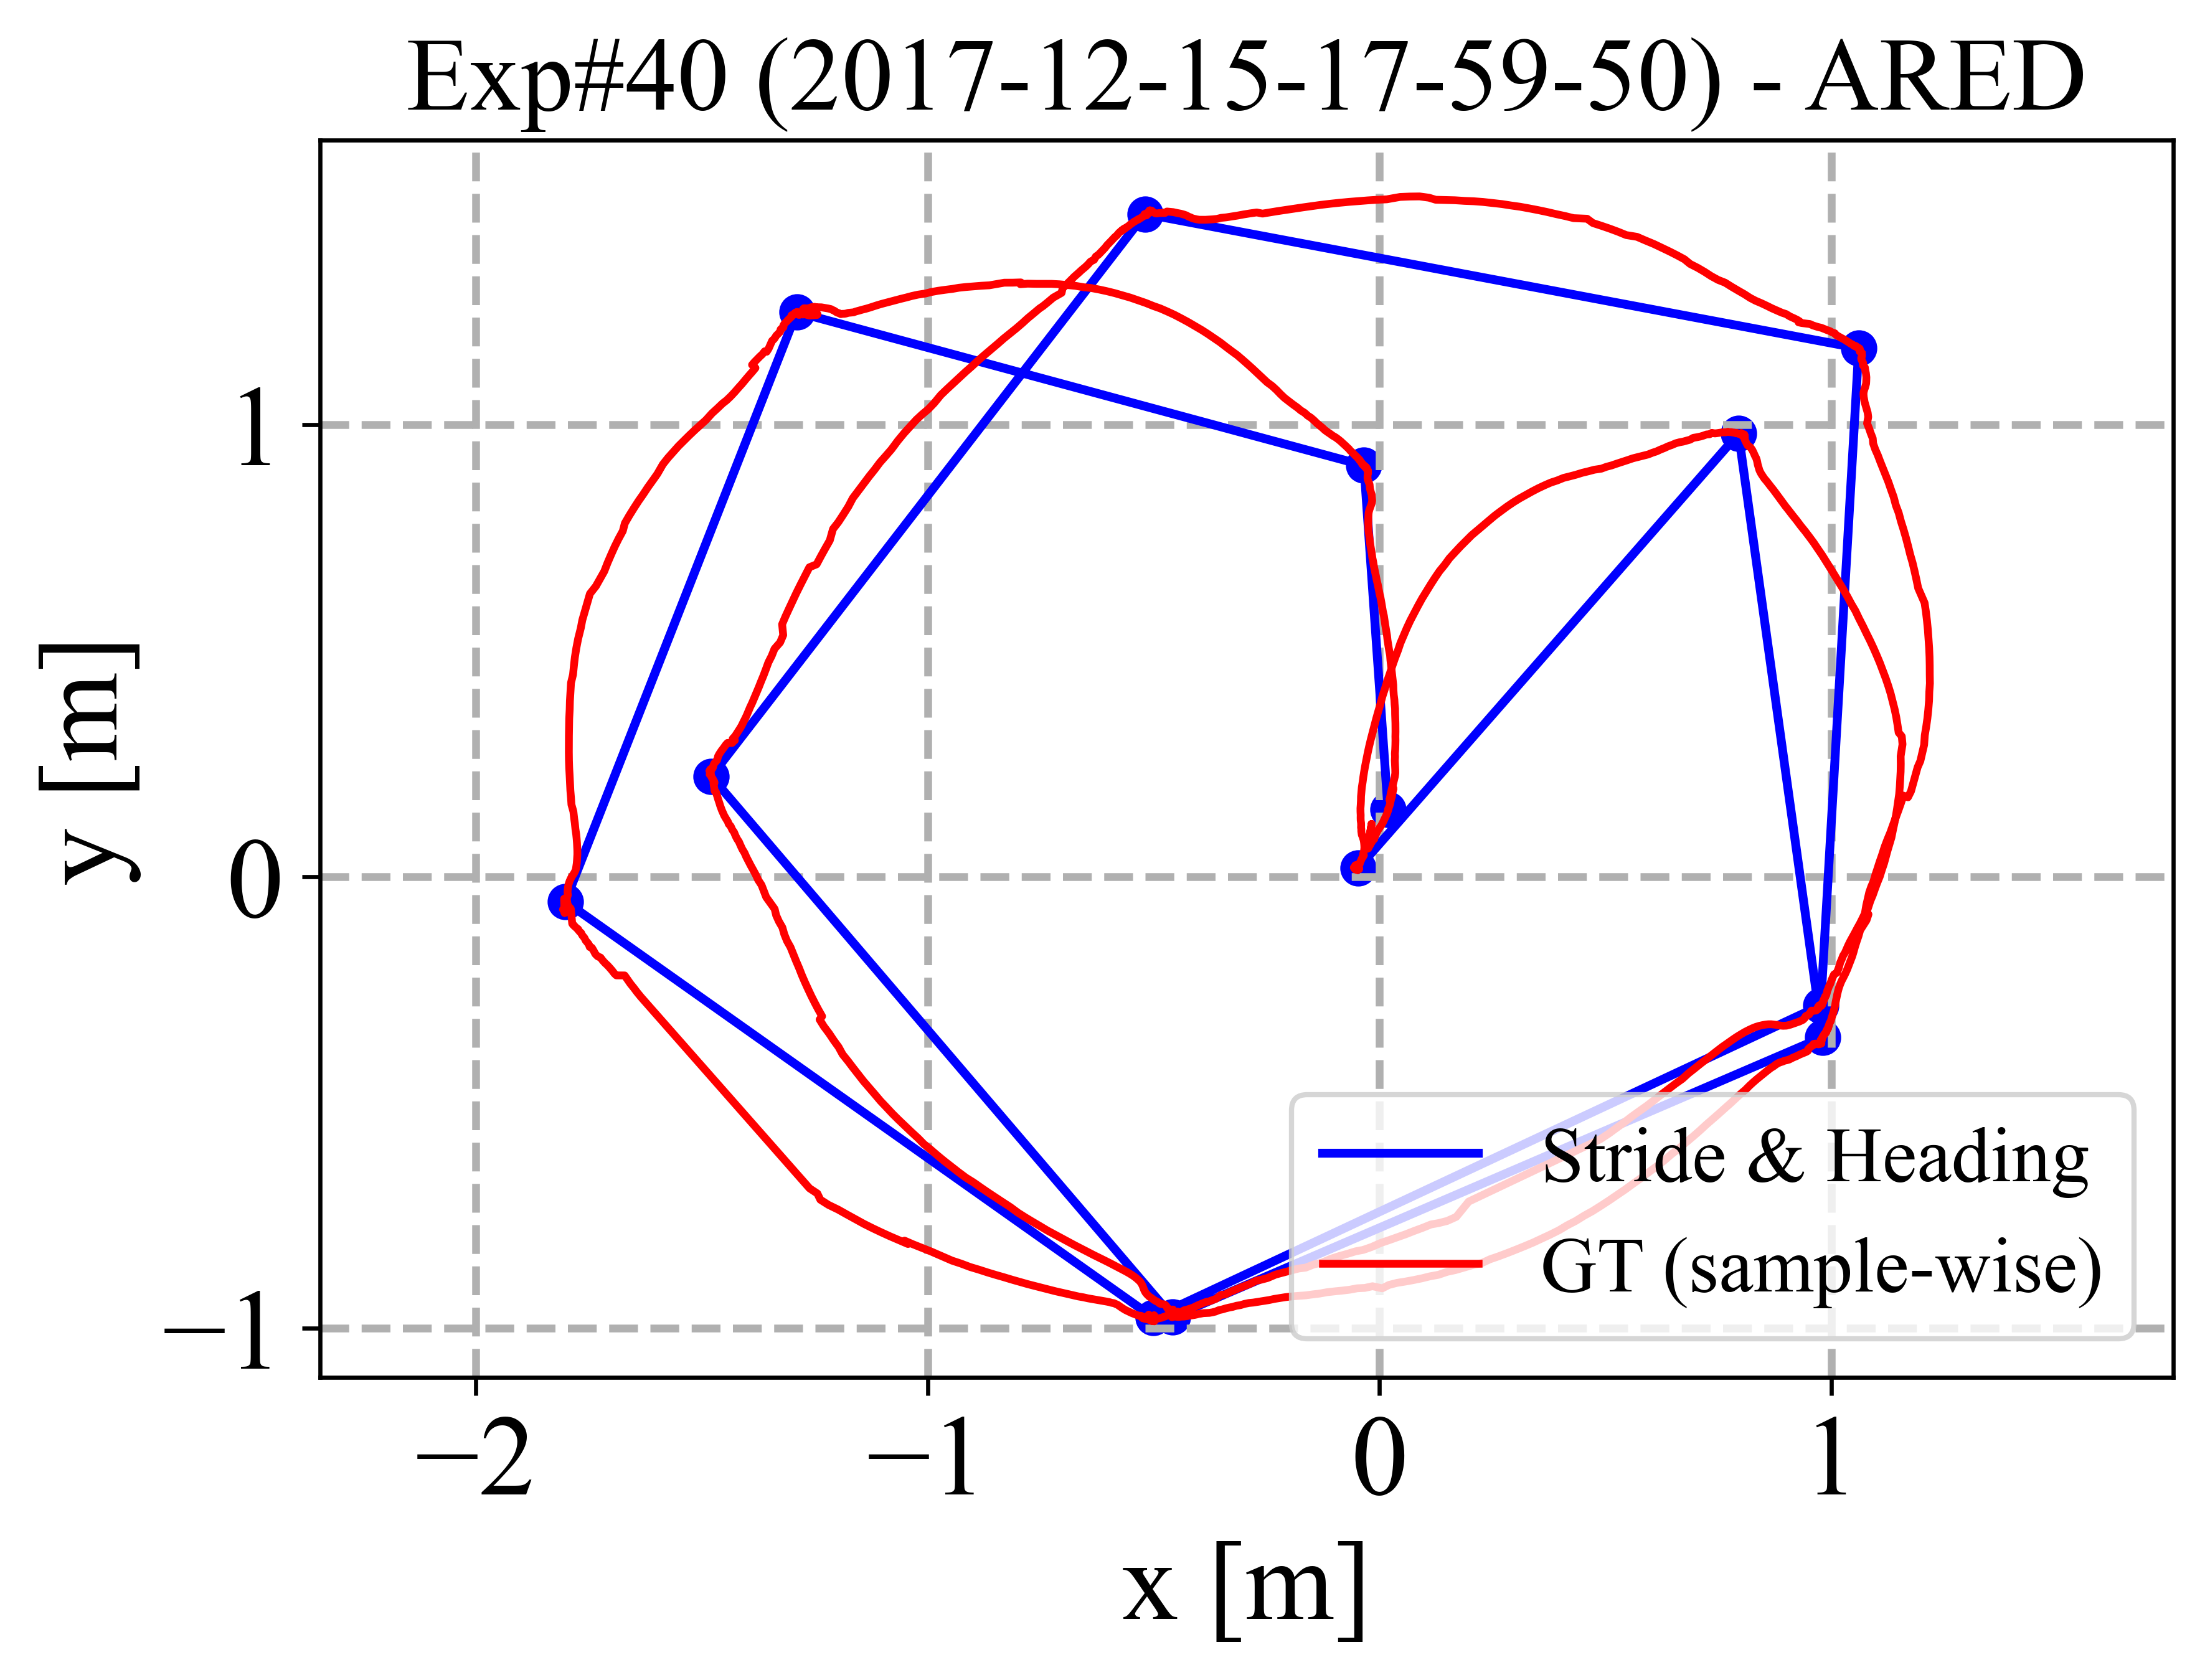 Exp#40 (2017-12-15-17-59-50) - ARED
y [m]
1
0
−1
−2
−1
0
1
x [m]
Stride & Heading
GT (sample-wise)